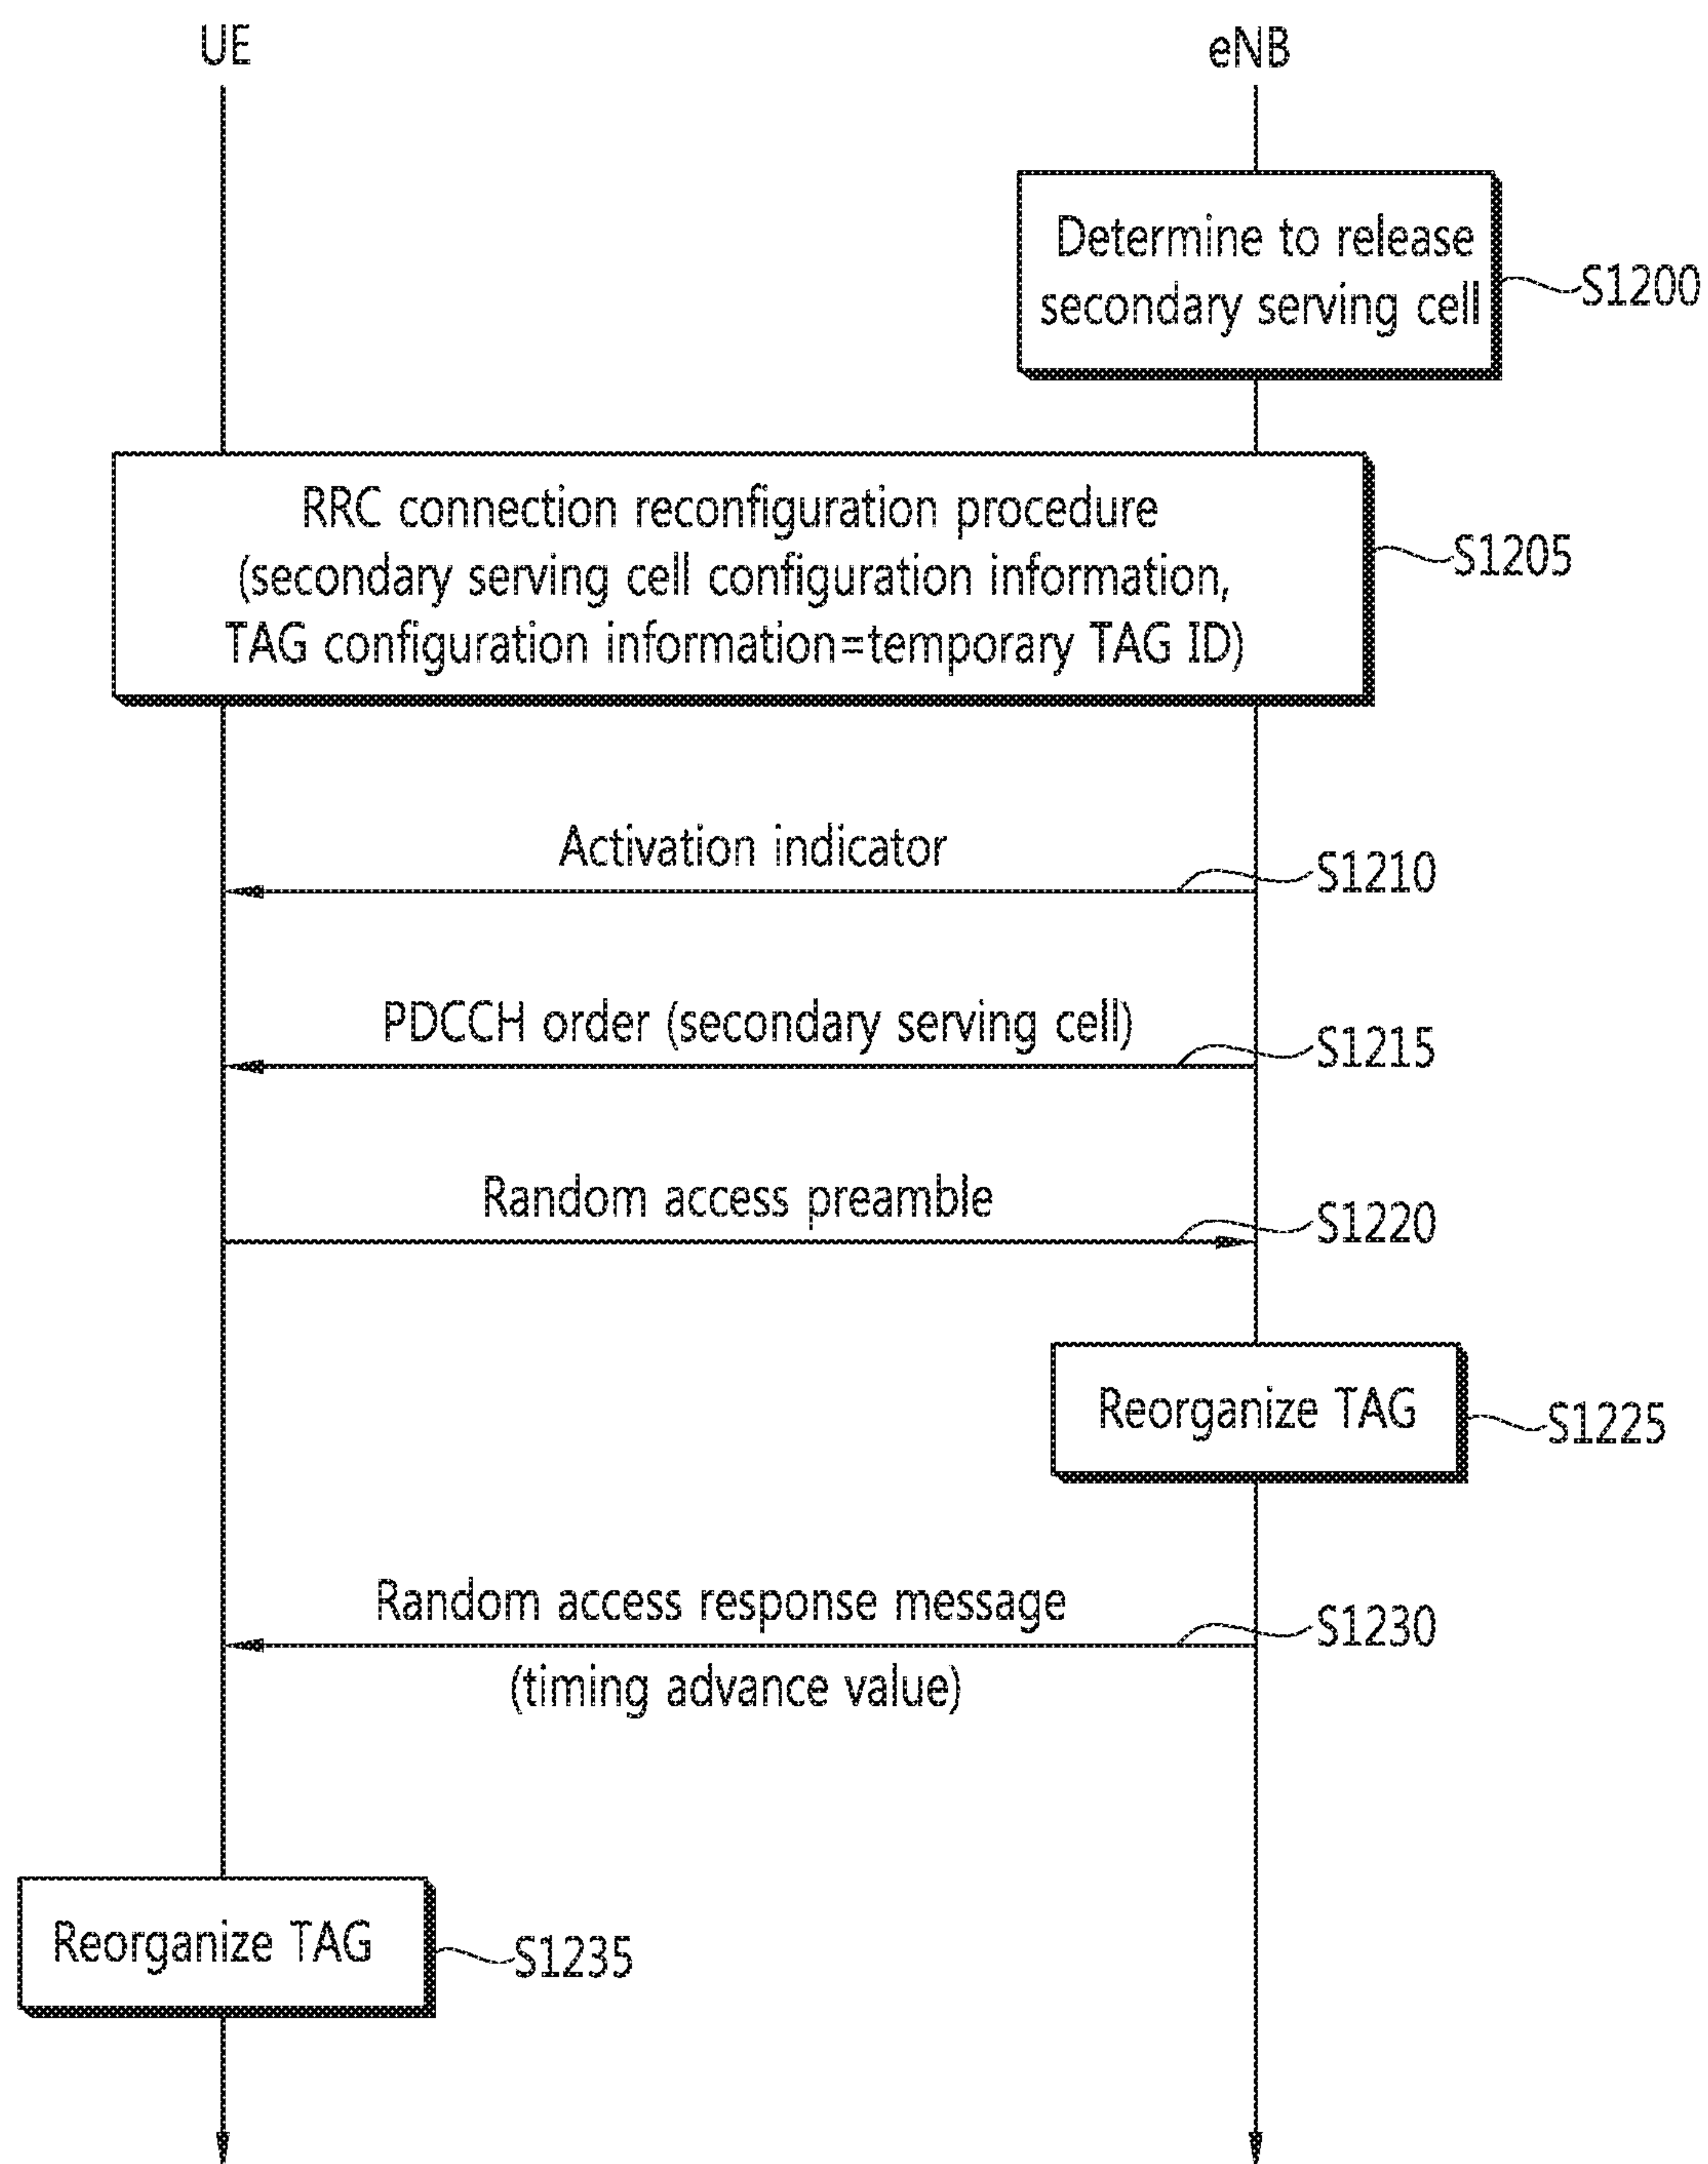 UE
eNB
Determine to release
secondary serving cell
S1200
RRC connection reconfiguration procedure
(secondary serving cell configuration information,
TAG configuration information=temporary TAG ID)
S1205
Activation indicator
S1210
PDCCH order (secondary serving cell)
S1215
Random access preamble
S1220
Reorganize TAG
S1225
Random access response message
S1230
(timing advance value)
Reorganize TAG
S1235